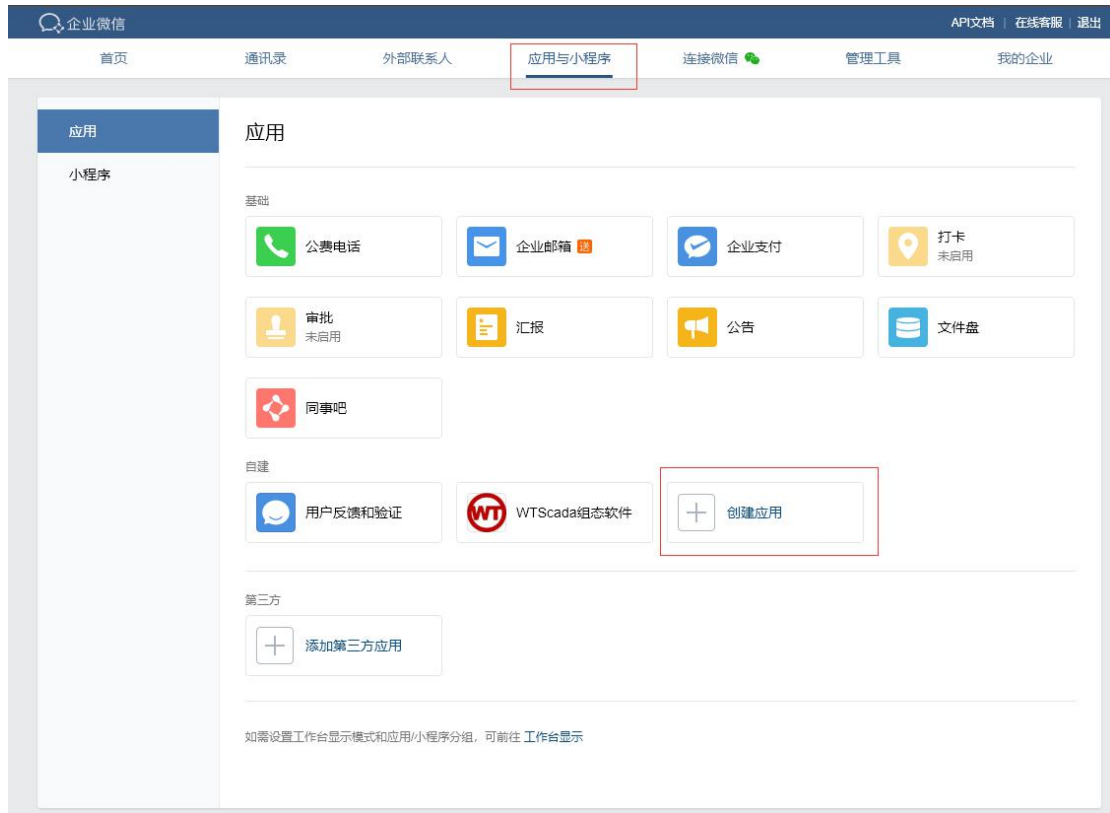 企业微信
API文档 | 在线客服 | 退出
首页 通讯录 外部联系人 应用与小程序 连接微信 管理工具 我的企业
应用
小程序
应用
基础
公费电话
企业邮箱 送
企业支付
打卡
未启用
审批
未启用
汇报
公告
文件盘
同事吧
自建
用户反馈和验证
WT
WTScada组态软件
创建应用
第三方
添加第三方应用
如需设置工作台显示模式和应用/小程序分组，可前往 工作台显示